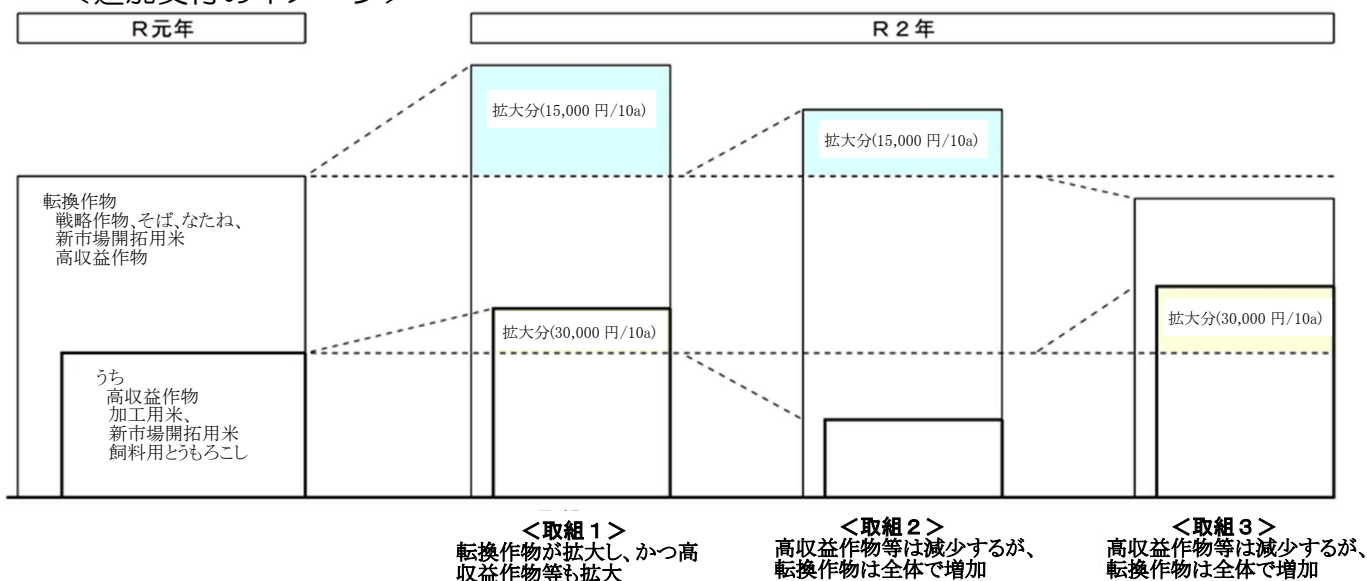 R元年
R２年
拡大分(15,000 円/10a)
拡大分(15,000 円/10a)
転換作物
戦略作物、そば、なたね、
新市場開拓用米
高収益作物
拡大分(30,000 円/10a)
拡大分(30,000 円/10a)
うち
高収益作物
加工用米、
新市場開拓用米
飼料用とうもろこし
＜取組１＞
転換作物が拡大し、かつ高
収益作物等も拡大
＜取組２＞
高収益作物等は減少するが、
転換作物は全体で増加
＜取組３＞
高収益作物等は減少するが、
転換作物は全体で増加